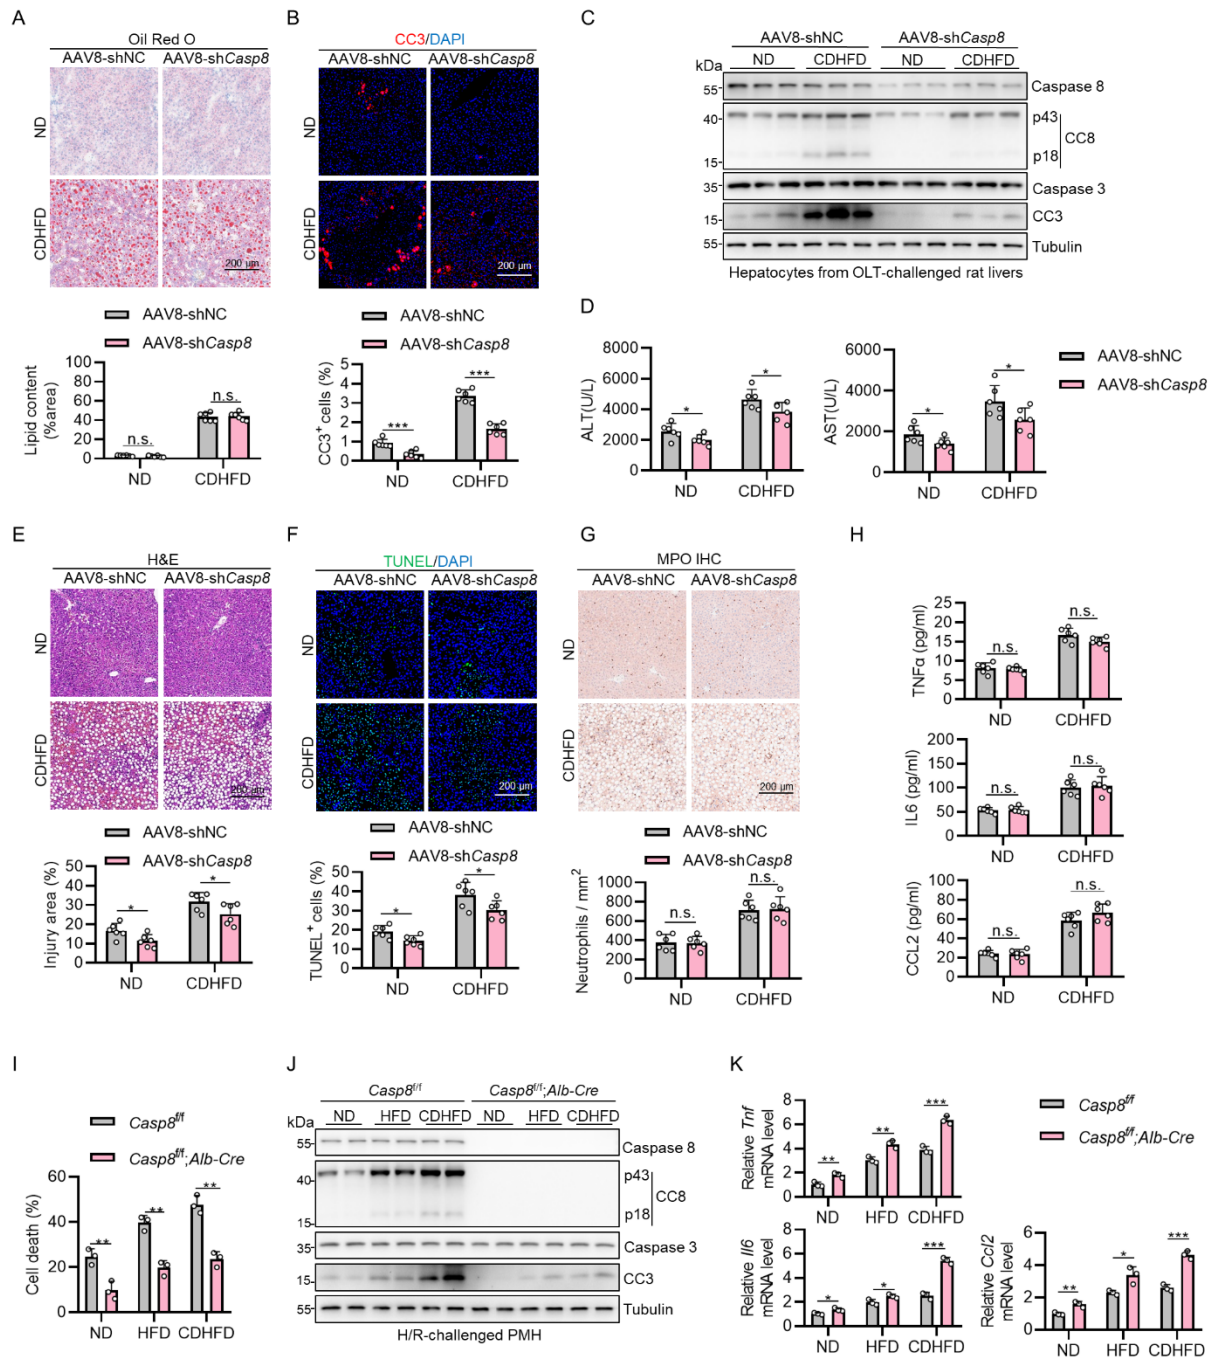 A
Oil Red O
AAV8-shNC AAV8-shCasp8
ND
CDHFD
200 µm
AAV8-shNC
AAV8-shCasp8
Lipid content
(%area)
100
80
60
40
20
0
n.s.
n.s.
ND CDHFD
B
CC3/DAPI
AAV8-shNC AAV8-shCasp8
ND
CDHFD
200 µm
AAV8-shNC
AAV8-shCasp8
CC3+ cells (%)
5
4
3
2
1
0
***
***
ND CDHFD
C
AAV8-shNC AAV8-shCasp8
kDa ND CDHFD ND CDHFD
55 Caspase 8
40 p43
CC8
15 p18
35 Caspase 3
15 CC3
55 Tubulin
Hepatocytes from OLT-challenged rat livers
D
ALT(U/L)
8000
6000
4000
2000
0
*
*
ND CDHFD
AST(U/L)
6000
4000
2000
0
*
*
ND CDHFD
AAV8-shNC
AAV8-shCasp8
E
H&E
AAV8-shNC AAV8-shCasp8
ND
CDHFD
200 µm
AAV8-shNC
AAV8-shCasp8
Injury area (%)
50
40
30
20
10
0
*
*
ND CDHFD
F
TUNEL/DAPI
AAV8-shNC AAV8-shCasp8
ND
CDHFD
200 µm
AAV8-shNC
AAV8-shCasp8
TUNEL+ cells (%)
50
40
30
20
10
0
*
*
ND CDHFD
G
MPO IHC
AAV8-shNC AAV8-shCasp8
ND
CDHFD
200 µm
AAV8-shNC
AAV8-shCasp8
Neutrophils / mm2
1000
800
600
400
200
0
n.s.
n.s.
ND CDHFD
H
TNFα (pg/ml)
25
20
15
10
5
0
n.s.
n.s.
ND CDHFD
IL6 (pg/ml)
200
150
100
50
0
n.s.
n.s.
ND CDHFD
CCL2 (pg/ml)
100
80
60
40
20
0
n.s.
n.s.
ND CDHFD
I
Casp8f/f
Casp8f/f;Alb-Cre
Cell death (%)
60
40
20
0
**
**
**
ND HFD CDHFD
J
Casp8f/f Casp8f/f;Alb-Cre
kDa ND HFD CDHFD ND HFD CDHFD
55 Caspase 8
40 p43
CC8
15 p18
35 Caspase 3
15 CC3
55 Tubulin
H/R-challenged PMH
K
Relative Tnf
mRNA level
8
6
4
2
0
**
**
***
ND HFD CDHFD
Casp8f/f
Casp8f/f;Alb-Cre
Relative Il6
mRNA level
8
6
4
2
0
*
*
***
ND HFD CDHFD
Relative Ccl2
mRNA level
6
4
2
0
**
*
***
ND HFD CDHFD